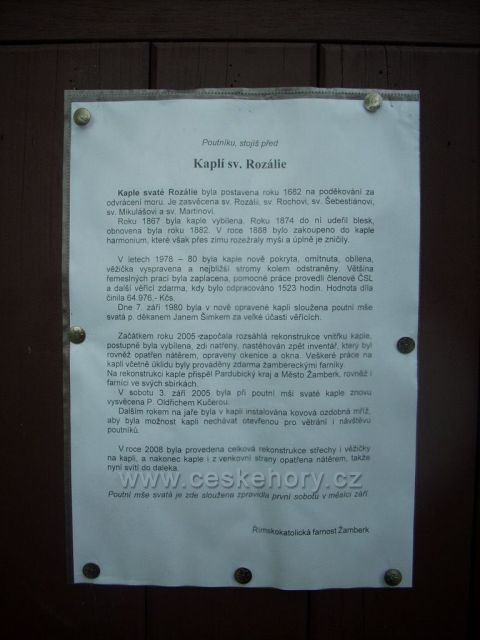 Poutníku, stojíš před
Kaplí sv. Rozálie
Kaple svaté Rozálie byla postavena roku 1682 na poděkování za
odvrácení moru. Je zasvěcena sv. Rozálii, sv. Rochovi, sv. Šebestiánovi,
sv. Mikulášovi a sv. Martinovi.
Roku 1867 byla kaple vybílena. Roku 1874 do ní udeřil blesk,
obnovena byla roku 1882. V roce 1888 bylo zakoupeno do kaple
harmonium, které však přes zimu rozežraly myši a úplně je zničily.
V letech 1978 – 80 byla kaple nově pokryta, omítnuta, obílena,
věžička vyspravena a nejbližší stromy kolem odstraněny. Většina
řemeslných prací byla zaplacena, pomocné práce provedli členové ČSL
a další věřící zdarma, kdy bylo odpracováno 1523 hodin. Hodnota díla
činila 64.976.- Kčs.
Dne 7. září 1980 byla v nově opravené kapli sloužena poutní mše
svatá p. děkanem Janem Šimkem za velké účasti věřících.
Začátkem roku 2005 započala rozsáhlá rekonstrukce vnitřku kaple,
postupně byla vybílena, zdi natřeny, nastěhován zpět inventář, který byl
rovněž opatřen nátěrem, opraveny okenice a okna. Veškeré práce na
kapli včetně úklidu byly prováděny zdarma žambereckými farníky.
Na rekonstrukci kaple přispěl Pardubický kraj a Město Žamberk, rovněž i
farníci ve svých sbírkách.
V sobotu 3. září 2005 byla při poutní mši svaté kaple znovu
vysvěcena P. Oldřichem Kučerou.
Dalším rokem na jaře byla v kapli instalována kovová ozdobná mříž,
aby byla možnost kapli nechávat otevřenou pro větrání i návštěvu
poutníků.
V roce 2008 byla provedena celková rekonstrukce střechy i věžičky
na kapli, a nakonec kaple i z venkovní strany opatřena nátěrem, takže
nyní svítí do daleka.
www.ceskehory.cz
Poutní mše svatá je zde sloužena zpravidla první sobotu v měsíci září.
Římskokatolická farnost Žamberk